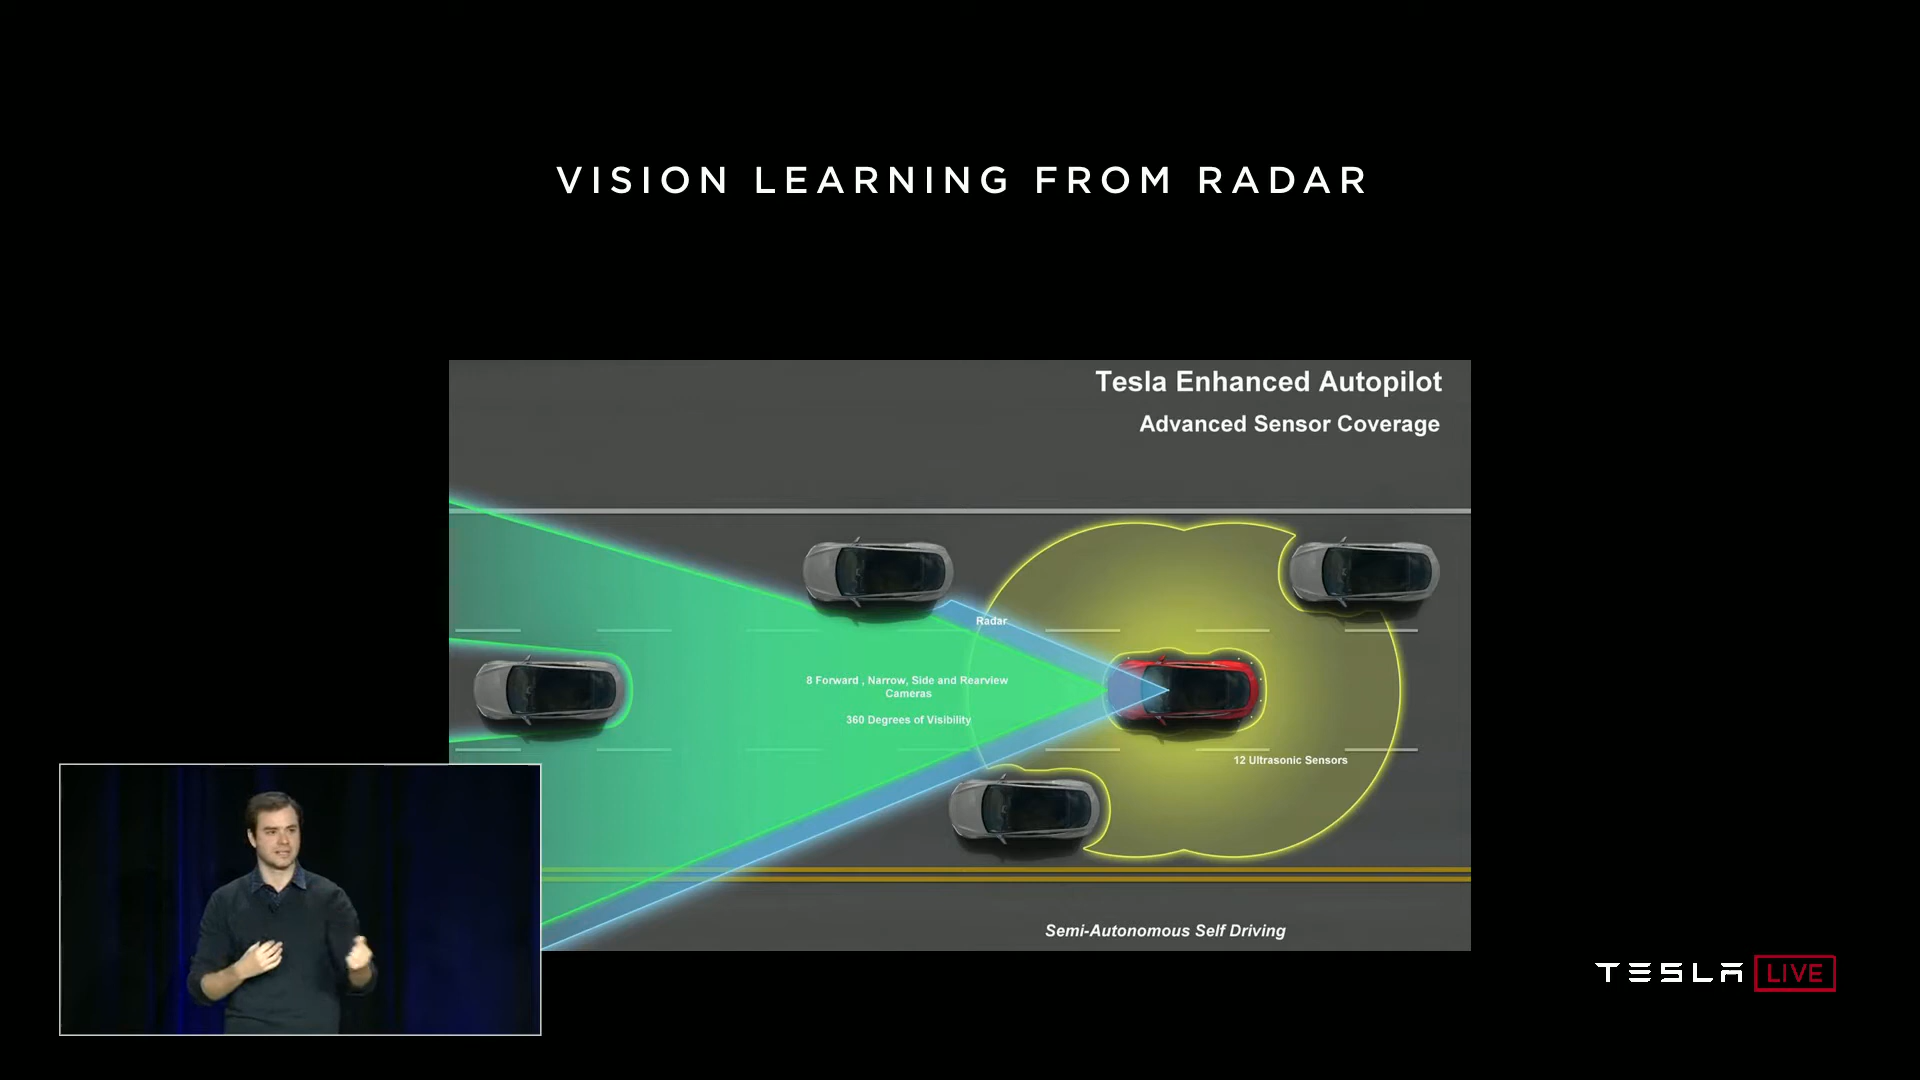 VISION LEARNING FROM RADAR
Tesla Enhanced Autopilot
Advanced Sensor Coverage
Radar
8 Forward , Narrow, Side and Rearview
Cameras
360 Degrees of Visibility
12 Ultrasonic Sensors
Semi-Autonomous Self Driving
TESLA LIVE